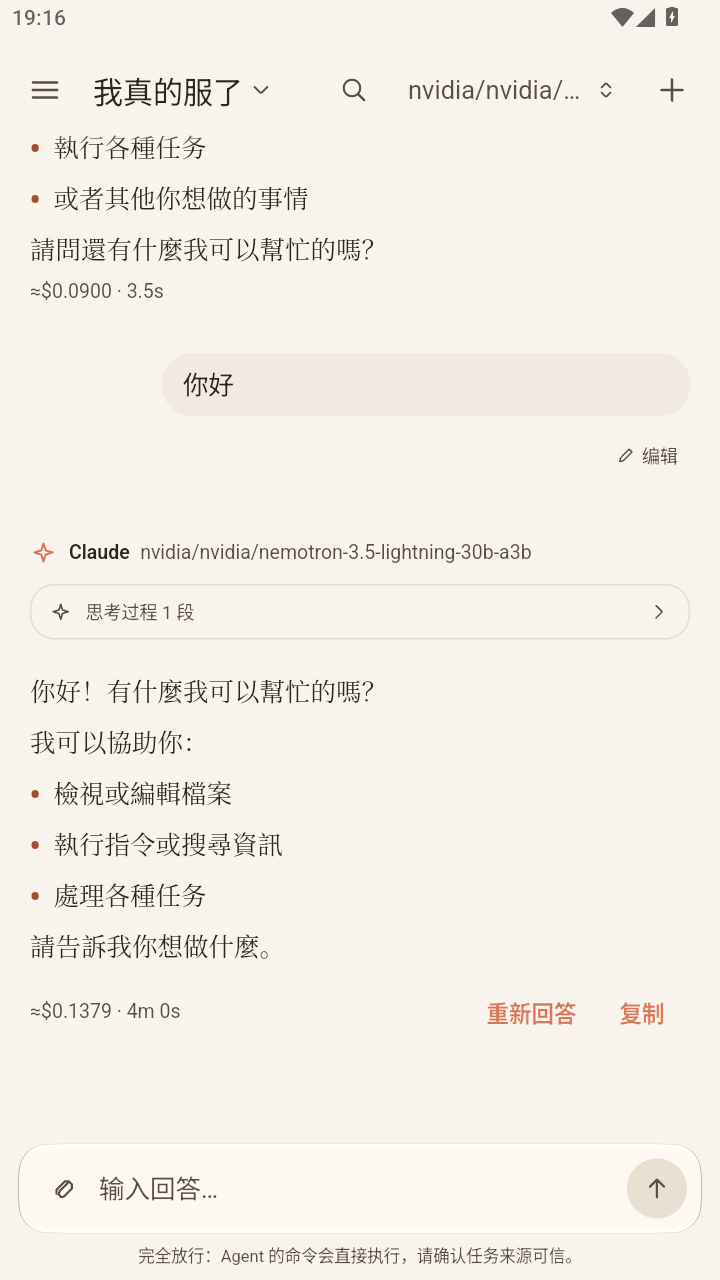 19:16
我真的服了
nvidia/nvidia/...
• 執行各種任务
• 或者其他你想做的事情
請問還有什麼我可以幫忙的嗎?
≈$0.0900 · 3.5s
你好
编辑
Claude nvidia/nvidia/nemotron-3.5-lightning-30b-a3b
思考过程 1 段
你好！有什麼我可以幫忙的嗎?
我可以協助你：
• 檢視或編輯檔案
• 執行指令或搜尋資訊
• 處理各種任务
請告訴我你想做什麼。
≈$0.1379 · 4m 0s
重新回答 复制
输入回答...
完全放行：Agent 的命令会直接执行，请确认任务来源可信。